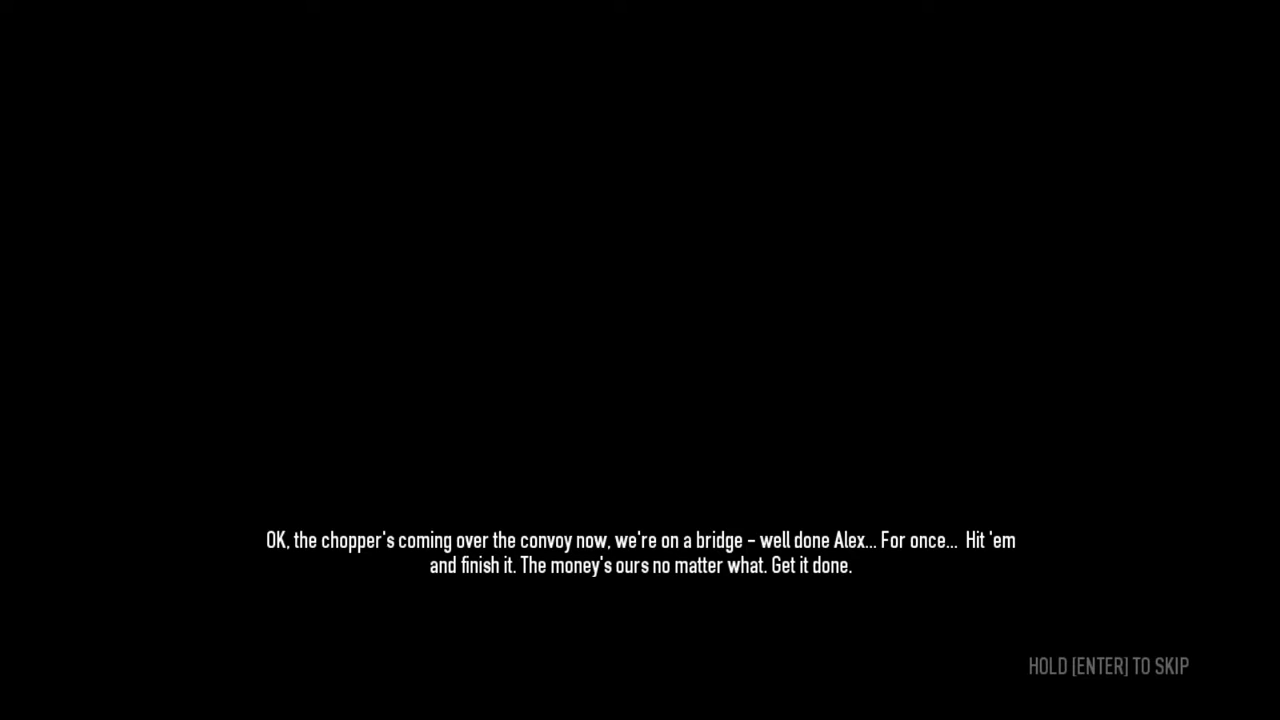 OK, the chopper's coming over the convoy now, we're on a bridge - well done Alex... For once...  Hit 'em
and finish it. The money's ours no matter what. Get it done.
HOLD [ENTER] TO SKIP